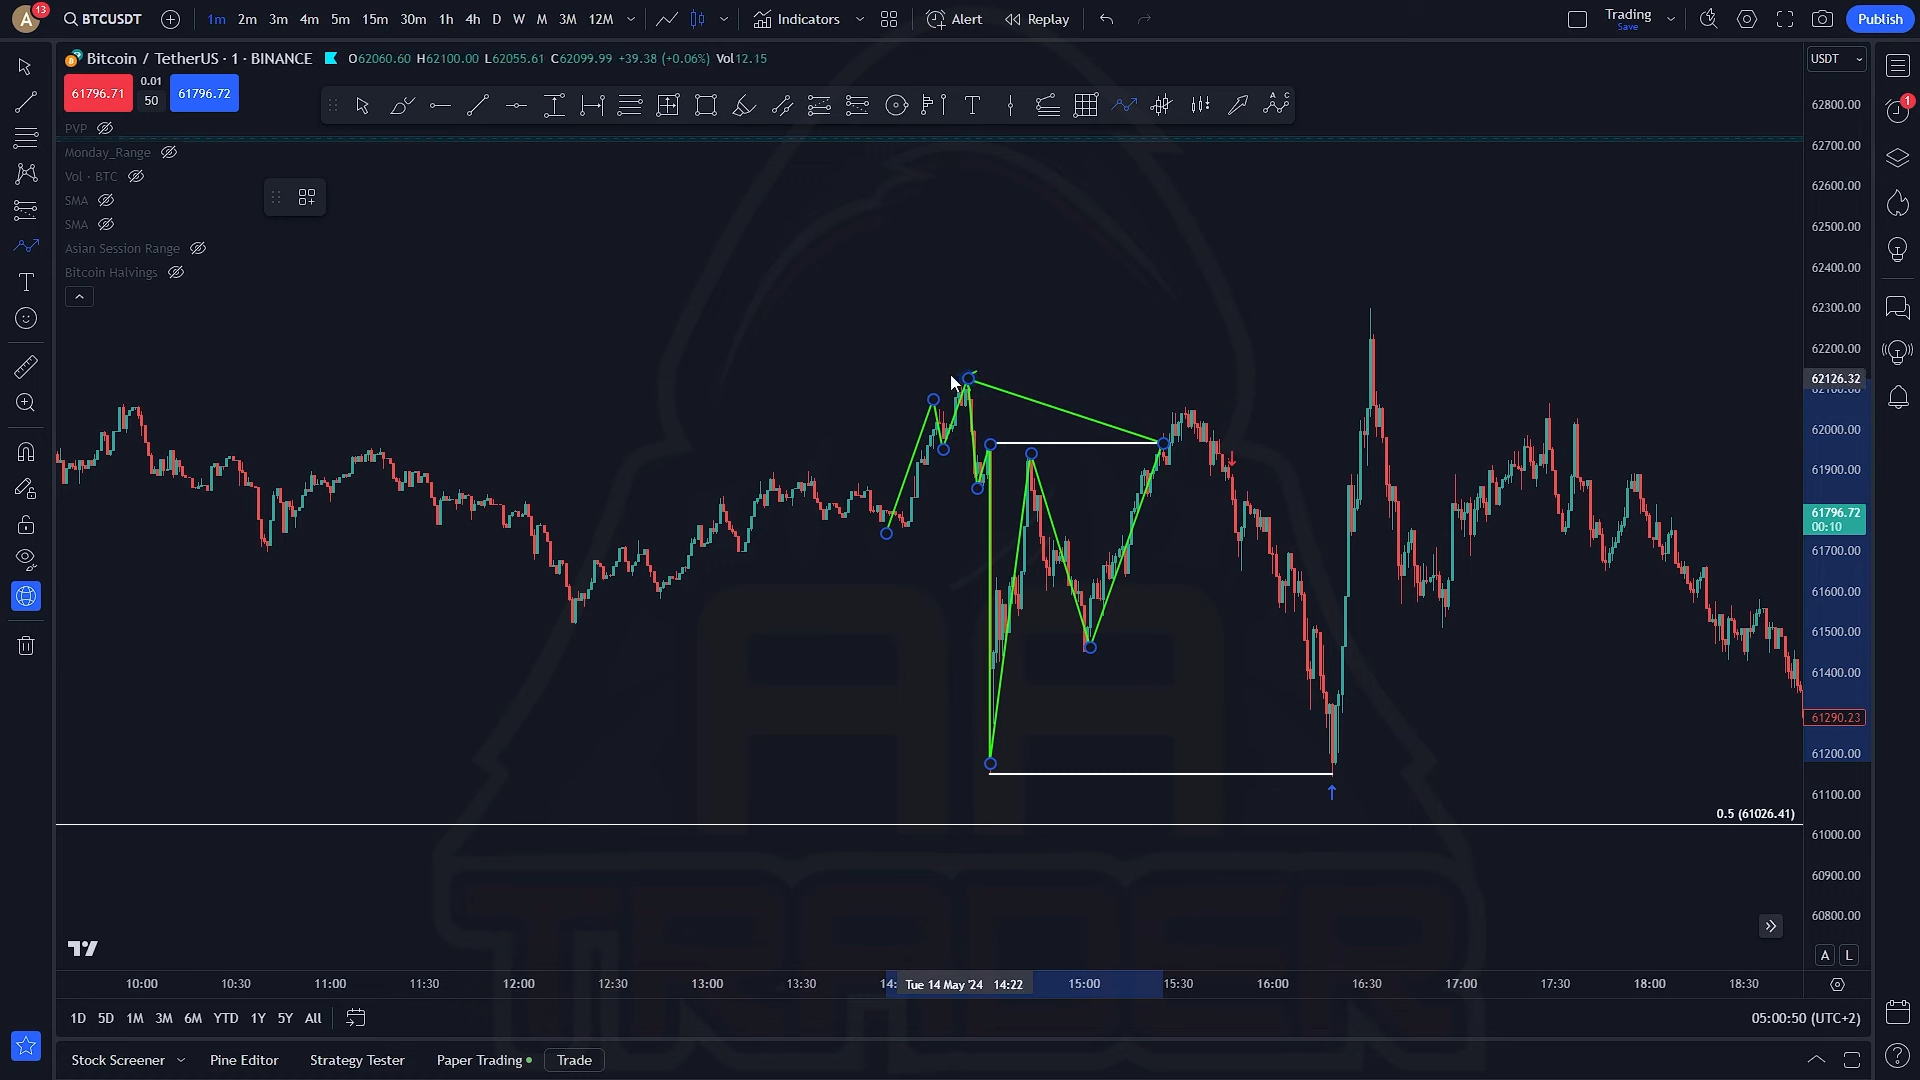 A 13 BTCUSDT 1m 2m 3m 4m 5m 15m 30m 1h 4h D W M 3M 12M Indicators Alert Replay Trading Save Publish
Bitcoin / TetherUS · 1 · BINANCE O62060.60 H62100.00 L62055.61 C62099.99 +39.38 (+0.06%) Vol12.15
USDT
1
61796.71 0.01 50 61796.72
PVP
Monday_Range
Vol · BTC
SMA
SMA
Asian Session Range
Bitcoin Halvings
62800.00
62700.00
62600.00
62500.00
62400.00
62300.00
62200.00
62126.32
62100.00
62000.00
61900.00
61796.72
00:10
61700.00
61600.00
61500.00
61400.00
61290.23
61200.00
61100.00
0.5 (61026.41)
61000.00
60900.00
60800.00
AA
TRADER
A L
10:00 10:30 11:00 11:30 12:00 12:30 13:00 13:30 14: Tue 14 May '24 14:22 15:00 15:30 16:00 16:30 17:00 17:30 18:00 18:30
1D 5D 1M 3M 6M YTD 1Y 5Y All 05:00:50 (UTC+2)
Stock Screener Pine Editor Strategy Tester Paper Trading Trade